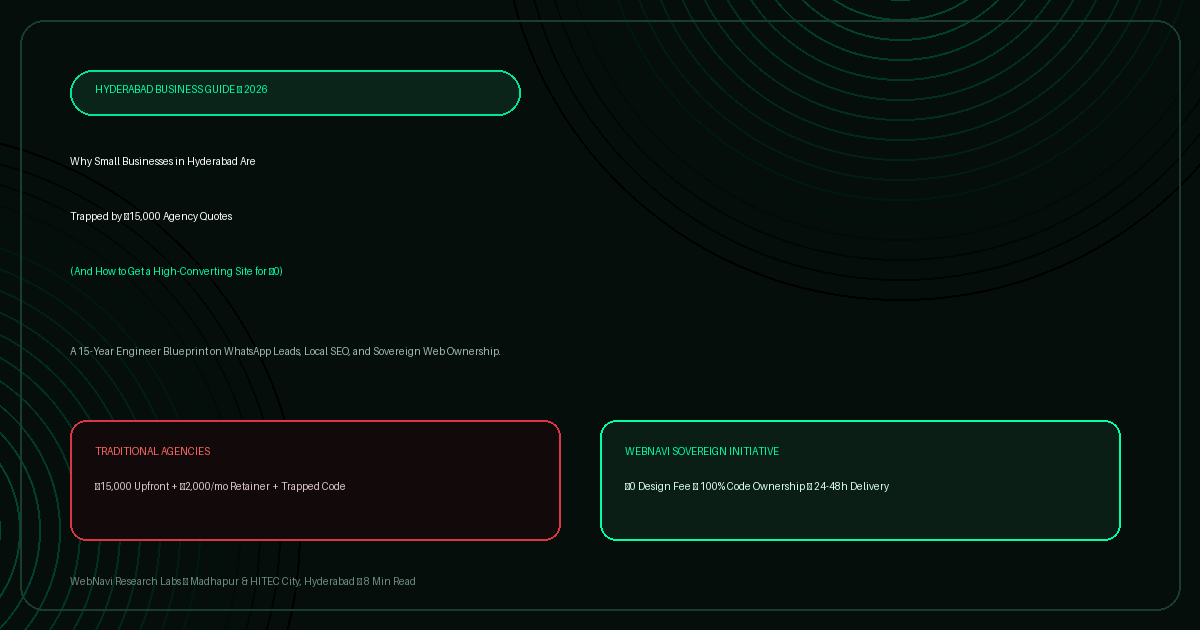 HYDERABAD BUSINESS GUIDE ▯ 2026
Why Small Businesses in Hyderabad Are
Trapped by ▯15,000 Agency Quotes
(And How to Get a High-Converting Site for ▯0)
A 15-Year Engineer Blueprint on WhatsApp Leads, Local SEO, and Sovereign Web Ownership.
TRADITIONAL AGENCIES
▯15,000 Upfront + ▯2,000/mo Retainer + Trapped Code
WEBNAVI SOVEREIGN INITIATIVE
▯0 Design Fee ▯ 100% Code Ownership ▯ 24-48h Delivery
WebNavi Research Labs ▯ Madhapur & HITEC City, Hyderabad ▯ 8 Min Read